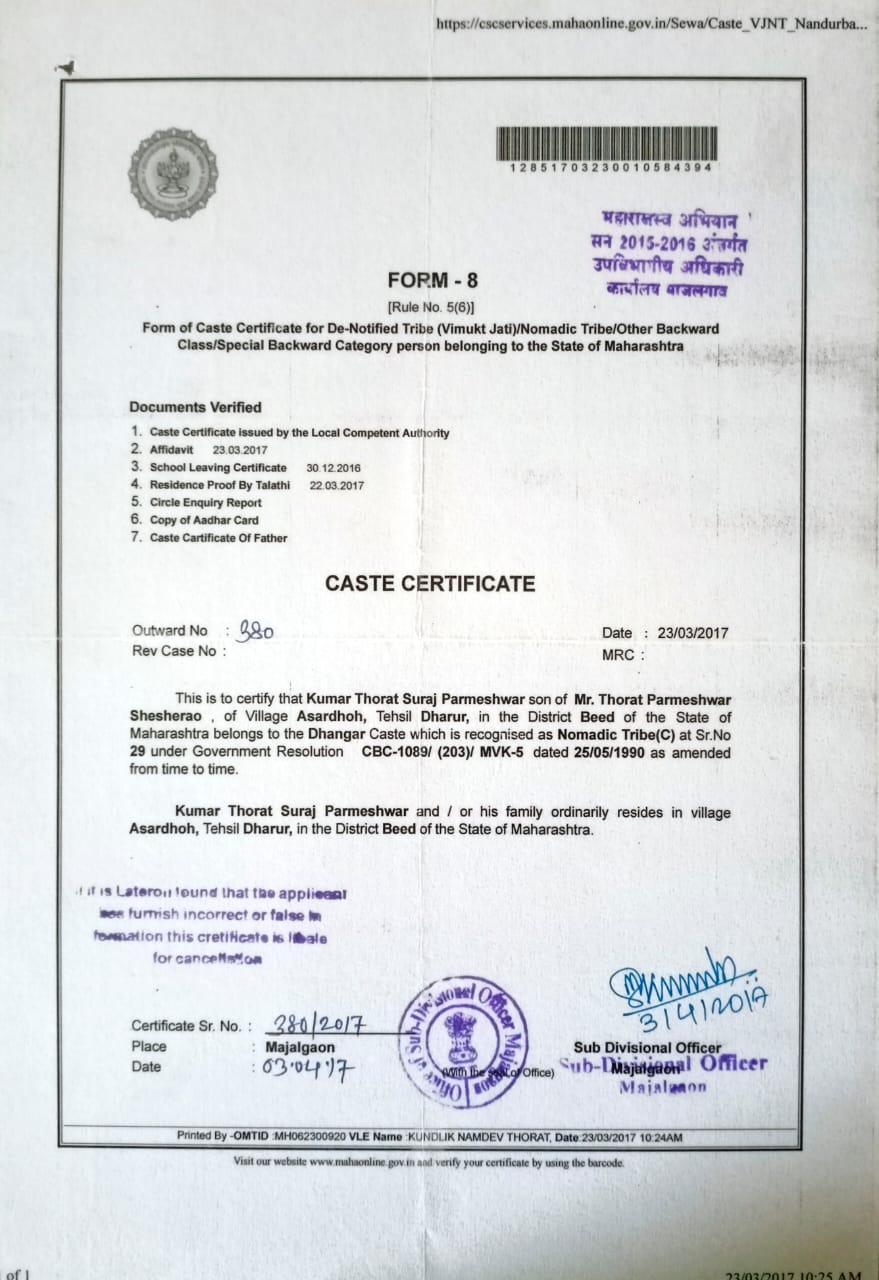 https://cscservices.mahaonline.gov.in/Sewa/Caste_VJNT_Nandurba...
12851703230010584394
महाराजस्व अभियान
सन 2015-2016 अंतर्गत
उपविभागीय अधिकारी
कार्यालय माजलगाव
FORM - 8
[Rule No. 5(6)]
Form of Caste Certificate for De-Notified Tribe (Vimukt Jati)/Nomadic Tribe/Other Backward
Class/Special Backward Category person belonging to the State of Maharashtra
Documents Verified
1. Caste Certificate issued by the Local Competent Authority
2. Affidavit 23.03.2017
3. School Leaving Certificate 30.12.2016
4. Residence Proof By Talathi 22.03.2017
5. Circle Enquiry Report
6. Copy of Aadhar Card
7. Caste Cartificate Of Father
CASTE CERTIFICATE
Outward No : 380 Date : 23/03/2017
Rev Case No : MRC :
This is to certify that Kumar Thorat Suraj Parmeshwar son of Mr. Thorat Parmeshwar
Shesherao , of Village Asardhoh, Tehsil Dharur, in the District Beed of the State of
Maharashtra belongs to the Dhangar Caste which is recognised as Nomadic Tribe(C) at Sr.No
29 under Government Resolution CBC-1089/ (203)/ MVK-5 dated 25/05/1990 as amended
from time to time.
Kumar Thorat Suraj Parmeshwar and / or his family ordinarily resides in village
Asardhoh, Tehsil Dharur, in the District Beed of the State of Maharashtra.
it is Lateron found that the applicant
furnish incorrect or false in
formation this cretificate is libale
for cancellation
3/4/2017
Certificate Sr. No. : 380/2017
Place : Majalgaon
Date : 03.04.17
Office of Sub-Divisional Officer Majalgaon
(With the seal of Office)
Sub Divisional Officer
Majalgaon
Sub-Divisional Officer
Majalgaon
Printed By -OMTID :MH062300920 VLE Name :KUNDLIK NAMDEV THORAT, Date 23/03/2017 10:24AM
Visit our website www.mahaonline.gov.in and verify your certificate by using the barcode.
of 1 23/03/2017 10:25 AM